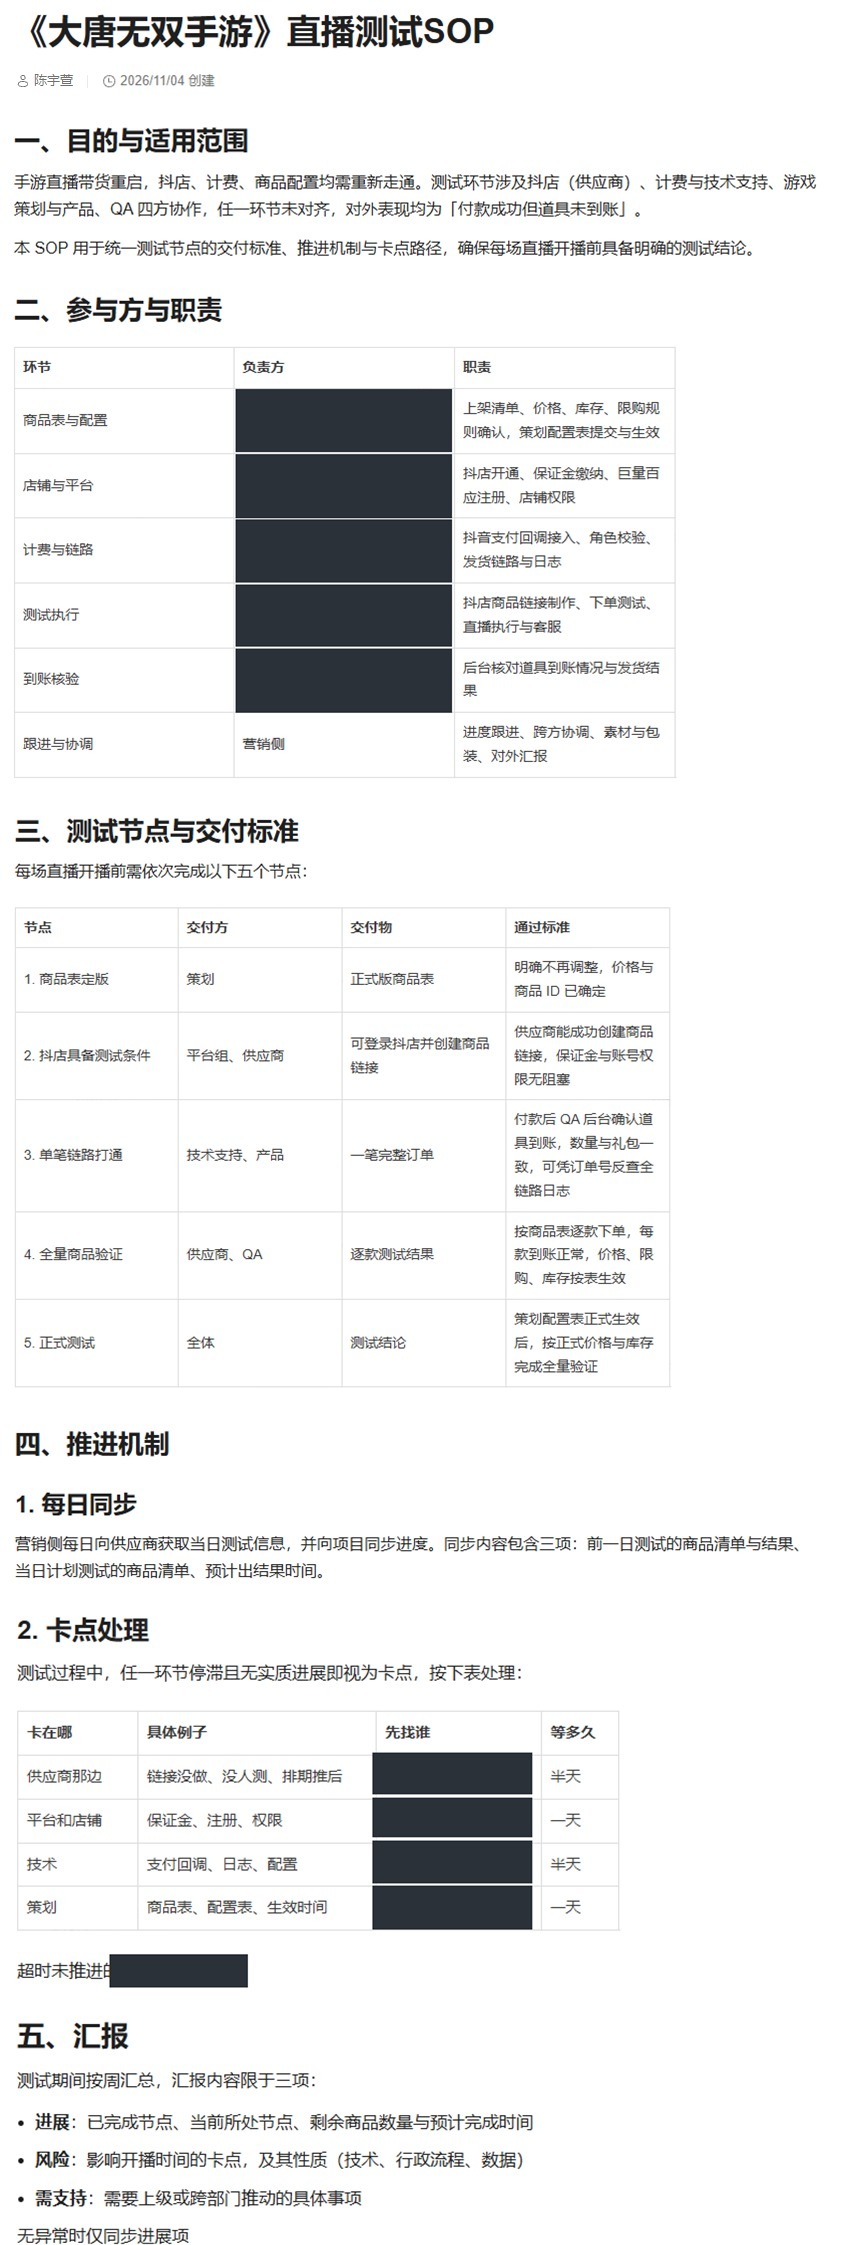 《大唐无双手游》直播测试SOP
陈宇萱 2026/11/04 创建
一、目的与适用范围
手游直播带货重启，抖店、计费、商品配置均需重新走通。测试环节涉及抖店（供应商）、计费与技术支持、游戏
策划与产品、QA 四方协作，任一环节未对齐，对外表现均为「付款成功但道具未到账」。
本 SOP 用于统一测试节点的交付标准、推进机制与卡点路径，确保每场直播开播前具备明确的测试结论。
二、参与方与职责
环节 负责方 职责
商品表与配置
上架清单、价格、库存、限购规
则确认，策划配置表提交与生效
店铺与平台
抖店开通、保证金缴纳、巨量百
应注册、店铺权限
计费与链路
抖音支付回调接入、角色校验、
发货链路与日志
测试执行
抖店商品链接制作、下单测试、
直播执行与客服
到账核验
后台核对道具到账情况与发货结
果
跟进与协调 营销侧
进度跟进、跨方协调、素材与包
装、对外汇报
三、测试节点与交付标准
每场直播开播前需依次完成以下五个节点：
节点 交付方 交付物 通过标准
1. 商品表定版 策划 正式版商品表
明确不再调整，价格与
商品 ID 已确定
2. 抖店具备测试条件 平台组、供应商
可登录抖店并创建商品
链接
供应商能成功创建商品
链接，保证金与账号权
限无阻塞
3. 单笔链路打通 技术支持、产品 一笔完整订单
付款后 QA 后台确认道
具到账，数量与礼包一
致，可凭订单号反查全
链路日志
4. 全量商品验证 供应商、QA 逐款测试结果
按商品表逐款下单，每
款到账正常，价格、限
购、库存按表生效
5. 正式测试 全体 测试结论
策划配置表正式生效
后，按正式价格与库存
完成全量验证
四、推进机制
1. 每日同步
营销侧每日向供应商获取当日测试信息，并向项目同步进度。同步内容包含三项：前一日测试的商品清单与结果、
当日计划测试的商品清单、预计出结果时间。
2. 卡点处理
测试过程中，任一环节停滞且无实质进展即视为卡点，按下表处理：
卡在哪 具体例子 先找谁 等多久
供应商那边 链接没做、没人测、排期推后 半天
平台和店铺 保证金、注册、权限 一天
技术 支付回调、日志、配置 半天
策划 商品表、配置表、生效时间 一天
超时未推进
五、汇报
测试期间按周汇总，汇报内容限于三项：
• 进展：已完成节点、当前所处节点、剩余商品数量与预计完成时间
• 风险：影响开播时间的卡点，及其性质（技术、行政流程、数据）
• 需支持：需要上级或跨部门推动的具体事项
无异常时仅同步进展项